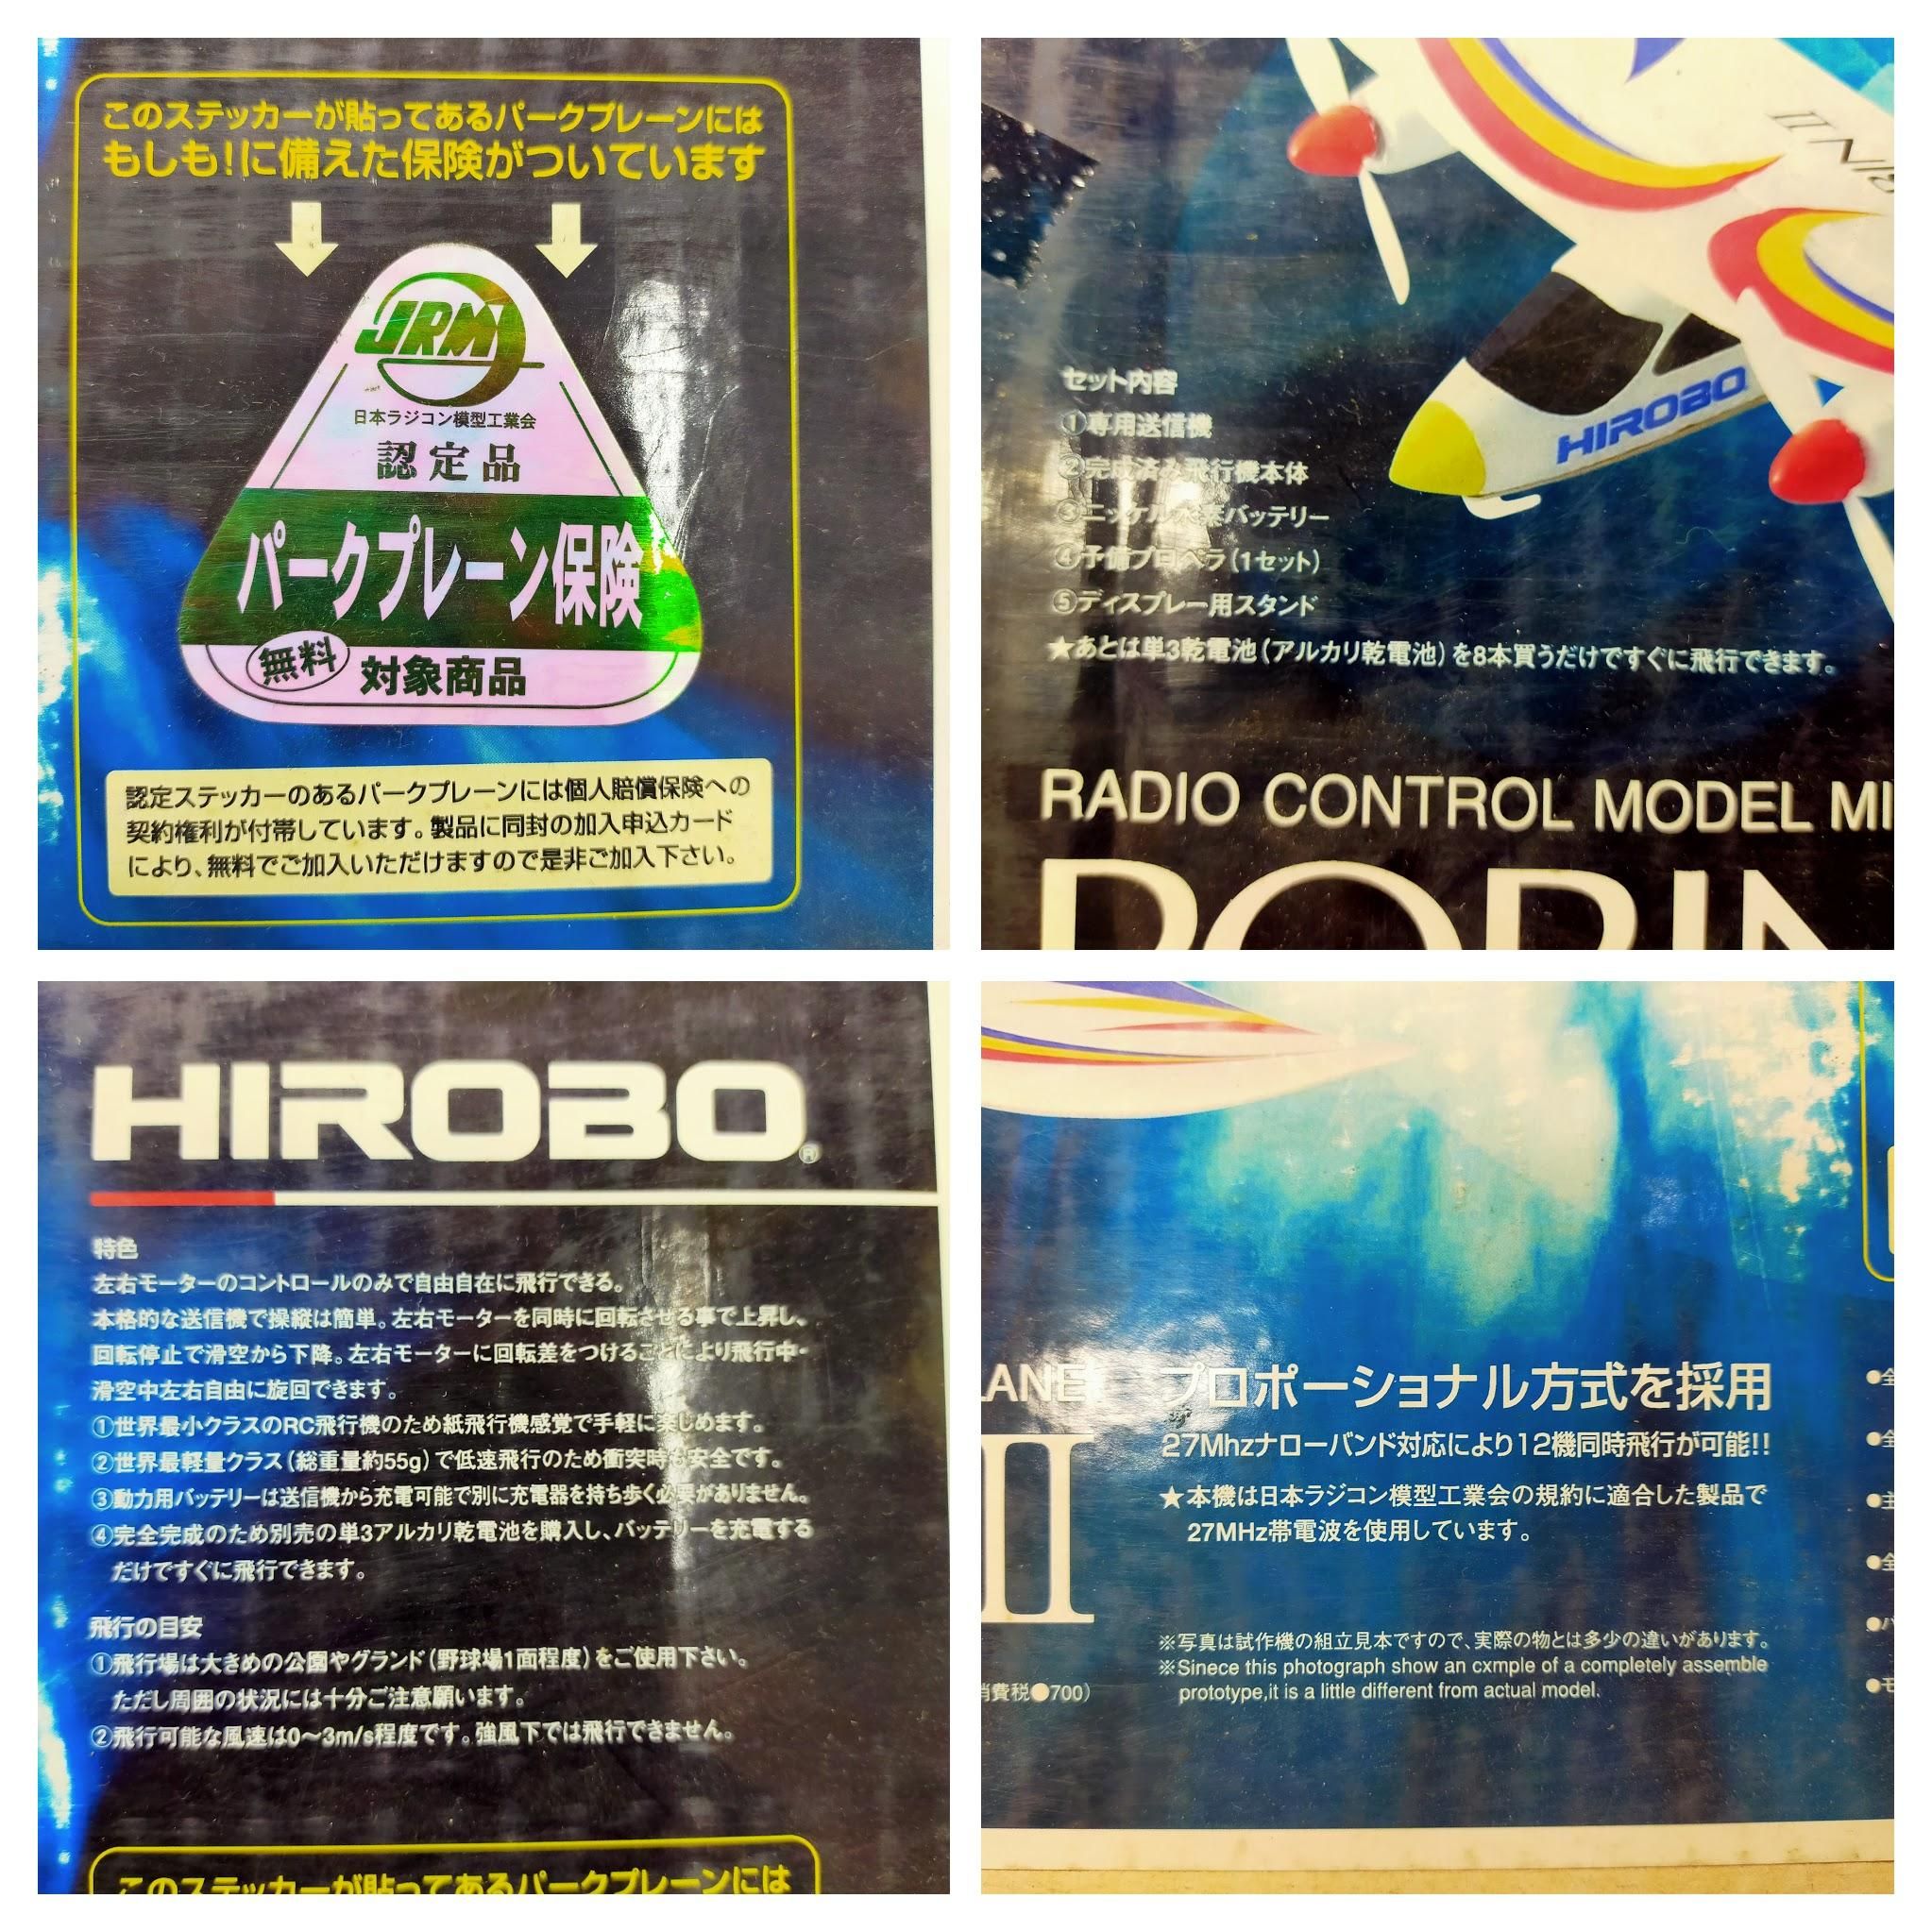 このステッカーが貼ってあるパークプレーンには
もしも!に備えた保険がついています
JRM
日本ラジコン模型工業会
認定品
パークプレーン保険
無料 対象商品
認定ステッカーのあるパークプレーンには個人賠償保険への
契約権利が付帯しています。製品に同封の加入申込カード
により、無料でご加入いただけますので是非ご加入下さい。
HIROBO
セット内容
①専用送信機
②完成済み飛行機本体
③ニッケル水素バッテリー
④予備プロペラ(1セット)
⑤ディスプレー用スタンド
★あとは単3乾電池(アルカリ乾電池)を8本買うだけですぐに飛行できます。
RADIO CONTROL MODEL MI
ROBIN
HIROBO®
特色
左右モーターのコントロールのみで自由自在に飛行できる。
本格的な送信機で操縦は簡単。左右モーターを同時に回転させる事で上昇し、
回転停止で滑空から下降。左右モーターに回転差をつけることにより飛行中・
滑空中左右自由に旋回できます。
①世界最小クラスのRC飛行機のため紙飛行機感覚で手軽に楽しめます。
②世界最軽量クラス(総重量約55g)で低速飛行のため衝突時も安全です。
③動力用バッテリーは送信機から充電可能で別に充電器を持ち歩く必要がありません。
④完全完成のため別売の単3アルカリ乾電池を購入し、バッテリーを充電する
だけですぐに飛行できます。
飛行の目安
①飛行場は大きめの公園やグランド(野球場1面程度)をご使用下さい。
ただし周囲の状況には十分ご注意願います。
②飛行可能な風速は0〜3m/s程度です。強風下では飛行できません。
このステッカーが貼ってあるパークプレーンには
LANE
II
プロポーショナル方式を採用
27Mhzナローバンド対応により12機同時飛行が可能!!
★本機は日本ラジコン模型工業会の規約に適合した製品で
27MHz帯電波を使用しています。
※写真は試作機の組立見本ですので、実際の物とは多少の違いがあります。
※Sinece this photograph show an cxmple of a completely assemble
prototype,it is a little different from actual model.
消費税●700)